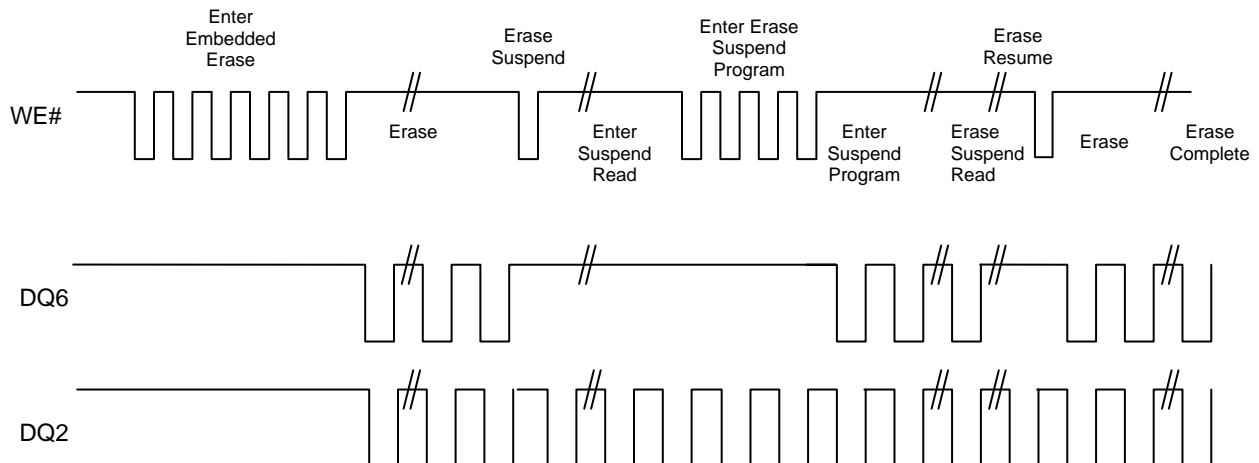 Enter
Embedded
Erase
Erase
Suspend
Enter Erase
Suspend
Program
Erase
Resume
WE#
Erase
Enter
Suspend
Read
Enter
Suspend
Program
Erase
Suspend
Read
Erase
Erase
Complete
DQ6
DQ2